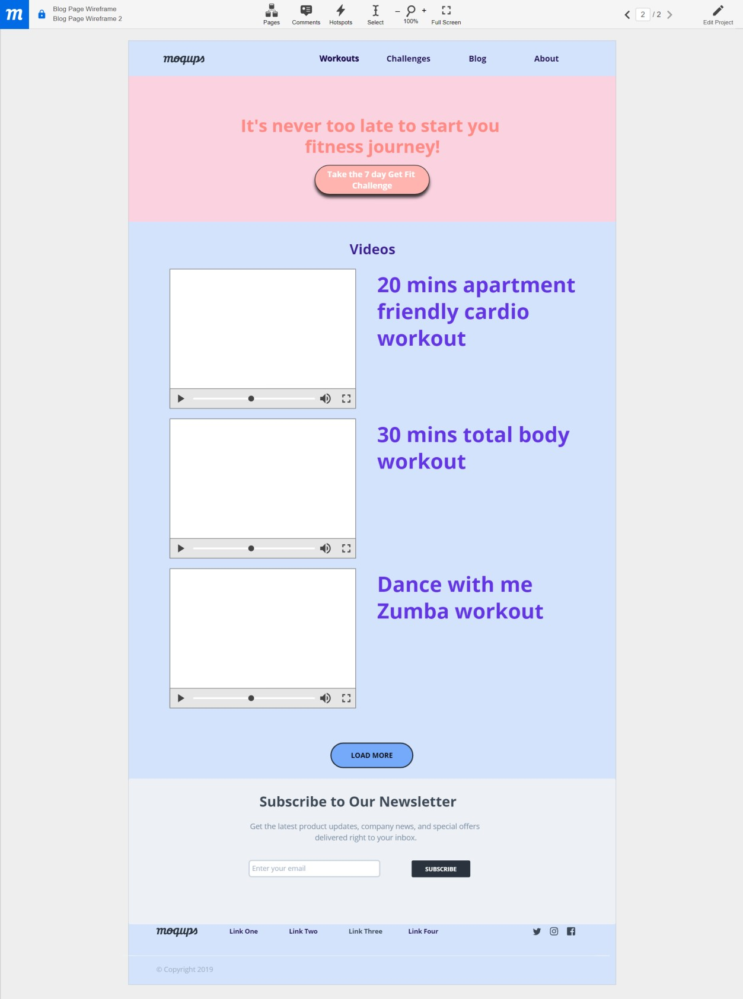 m
Blog Page Wireframe
Blog Page Wireframe 2
Pages
Comments
Hotspots
Select
– +
100%
Full Screen
2 / 2
Edit Project
moqups
Workouts Challenges Blog About
It's never too late to start you
fitness journey!
Take the 7 day Get Fit
Challenge
Videos
20 mins apartment
friendly cardio
workout
30 mins total body
workout
Dance with me
Zumba workout
LOAD MORE
Subscribe to Our Newsletter
Get the latest product updates, company news, and special offers
delivered right to your inbox.
Enter your email
SUBSCRIBE
moqups Link One Link Two Link Three Link Four
© Copyright 2019